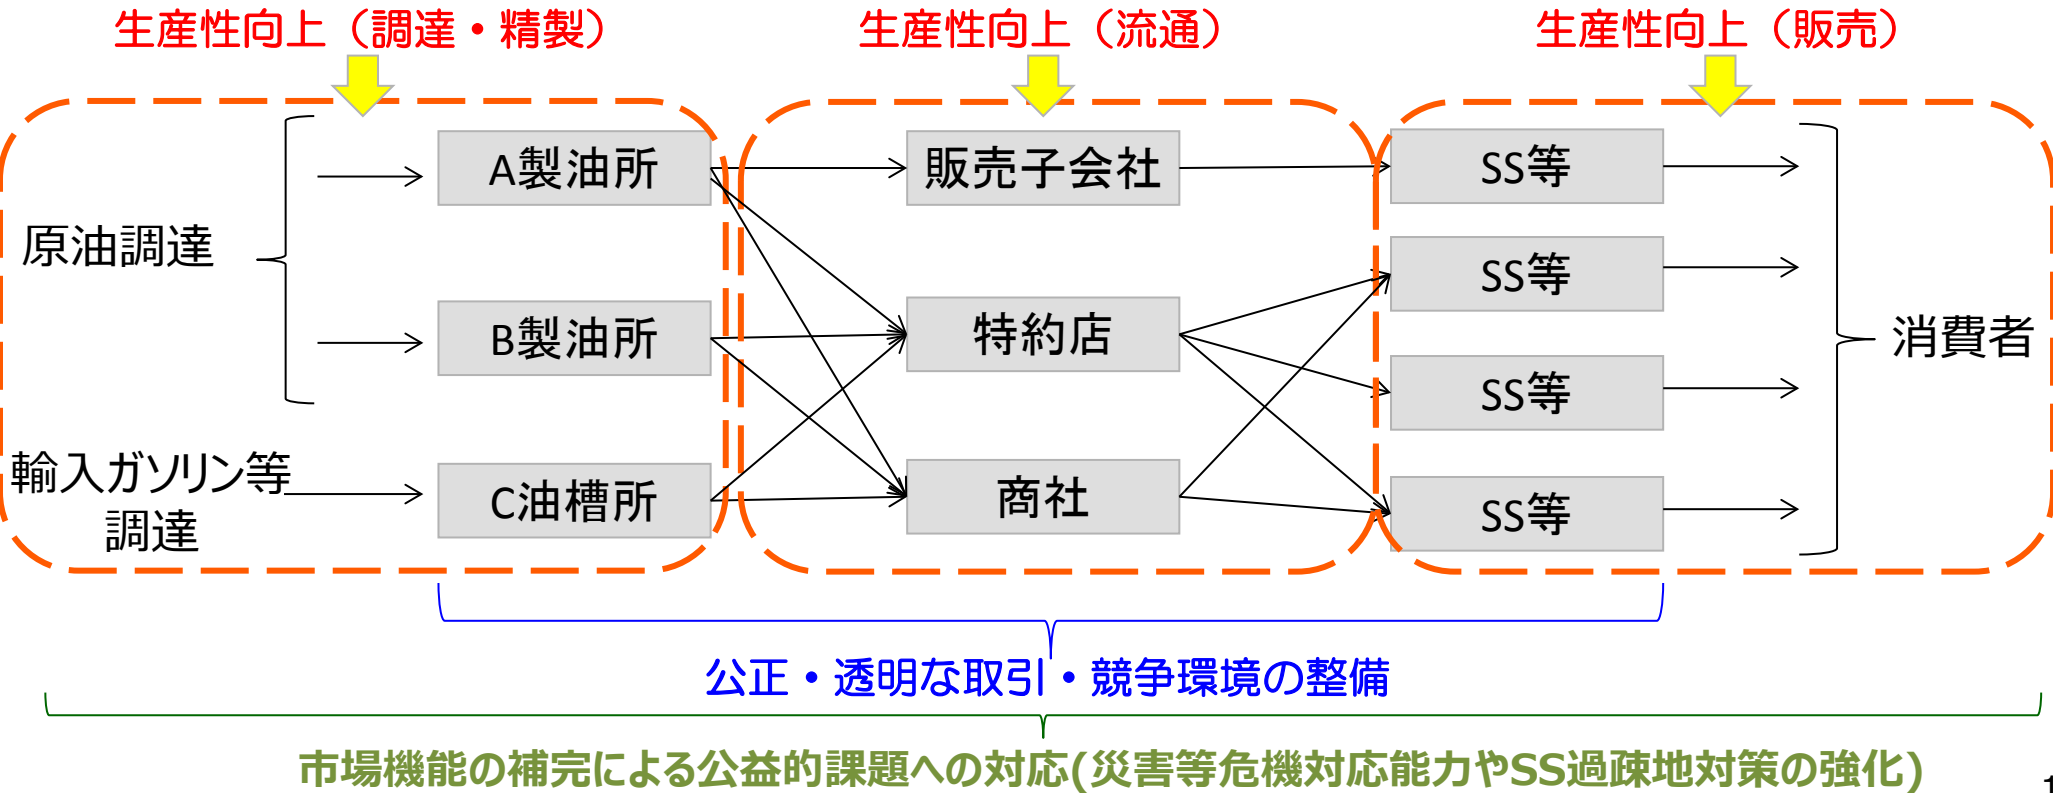 生産性向上（調達・精製）
生産性向上（流通）
生産性向上（販売）
A製油所
販売子会社
SS等
原油調達
SS等
B製油所
特約店
消費者
SS等
輸入ガソリン等
調達
C油槽所
商社
SS等
公正・透明な取引・競争環境の整備
市場機能の補完による公益的課題への対応(災害等危機対応能力やSS過疎地対策の強化)
1